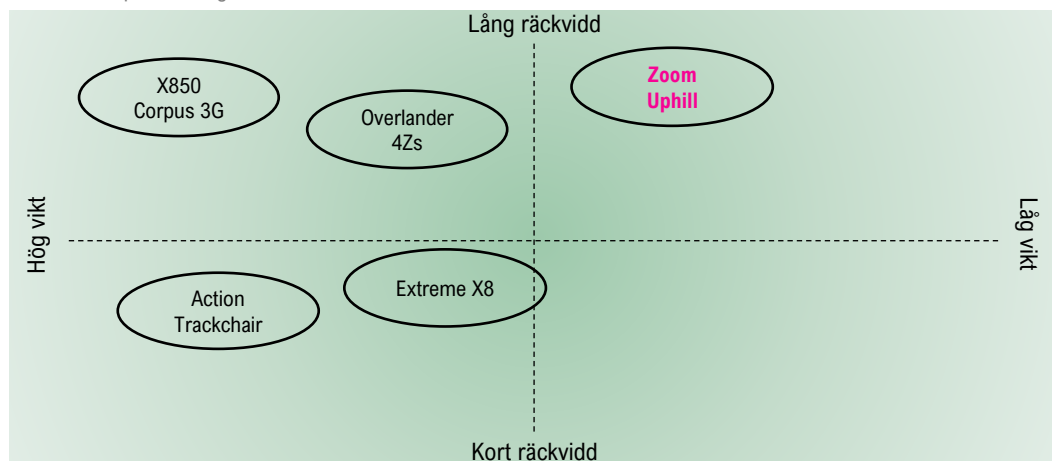 Lång räckvidd
X850
Corpus 3G
Zoom
Uphill
Overlander
4Zs
Hög vikt
Låg vikt
Extreme X8
Action
Trackchair
Kort räckvidd